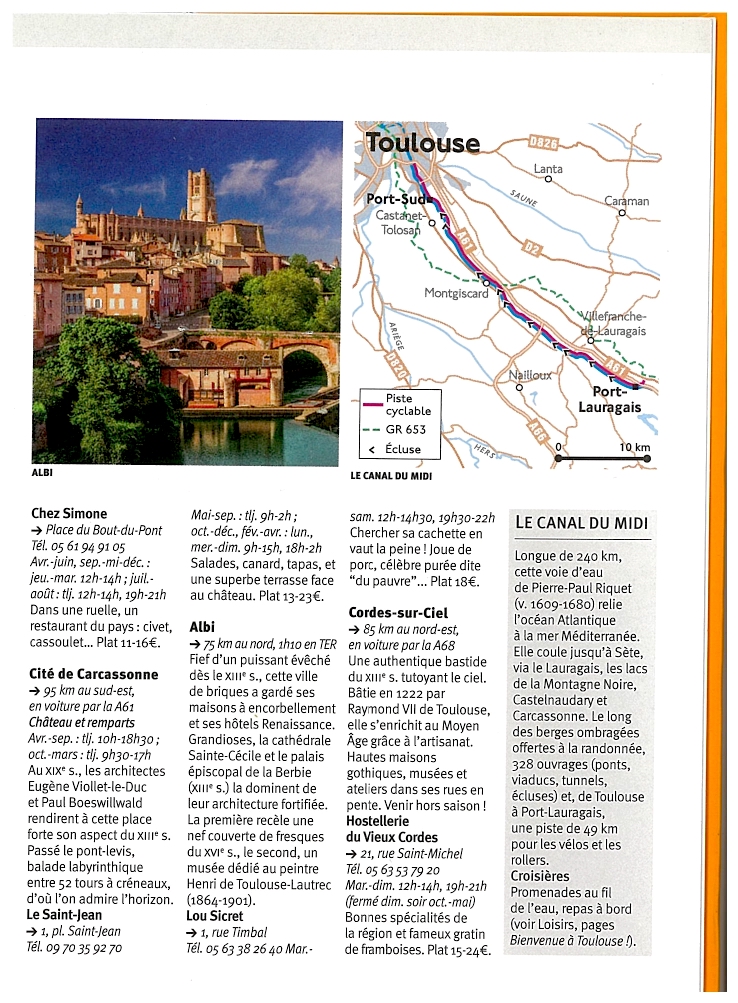 Toulouse
D826
Lanta
SAUNE
Caraman
Port-Sud
Castanet-
Tolosan
A61
D2
Montgiscard
Villefranche-
de-Lauragais
ARIÈGE
D820
Nailloux
A61
Port-
Lauragais
A66
HERS
Piste
cyclable
GR 653
Écluse
0 10 km
ALBI
LE CANAL DU MIDI
Chez Simone
→ Place du Bout-du-Pont
Tél. 05 61 94 91 05
Avr.-juin, sep.-mi-déc. :
jeu.-mar. 12h-14h ; juil.-
août : tlj. 12h-14h, 19h-21h
Dans une ruelle, un
restaurant du pays : civet,
cassoulet... Plat 11-16€.
Cité de Carcassonne
→ 95 km au sud-est,
en voiture par la A61
Château et remparts
Avr.-sep. : tlj. 10h-18h30 ;
oct.-mars : tlj. 9h30-17h
Au XIXe s., les architectes
Eugène Viollet-le-Duc
et Paul Boeswillwald
rendirent à cette place
forte son aspect du XIIIe s.
Passé le pont-levis,
balade labyrinthique
entre 52 tours à créneaux,
d'où l'on admire l'horizon.
Le Saint-Jean
→ 1, pl. Saint-Jean
Tél. 09 70 35 92 70
Mai-sep. : tlj. 9h-2h ;
oct.-déc., fév.-avr. : lun.,
mer.-dim. 9h-15h, 18h-2h
Salades, canard, tapas, et
une superbe terrasse face
au château. Plat 13-23€.
Albi
→ 75 km au nord, 1h10 en TER
Fief d'un puissant évêché
dès le XIIIe s., cette ville
de briques a gardé ses
maisons à encorbellement
et ses hôtels Renaissance.
Grandioses, la cathédrale
Sainte-Cécile et le palais
épiscopal de la Berbie
(XIIIe s.) la dominent de
leur architecture fortifiée.
La première recèle une
nef couverte de fresques
du XVIe s., le second, un
musée dédié au peintre
Henri de Toulouse-Lautrec
(1864-1901).
Lou Sicret
→ 1, rue Timbal
Tél. 05 63 38 26 40 Mar.-
sam. 12h-14h30, 19h30-22h
Chercher sa cachette en
vaut la peine ! Joue de
porc, célèbre purée dite
“du pauvre”... Plat 18€.
Cordes-sur-Ciel
→ 85 km au nord-est,
en voiture par la A68
Une authentique bastide
du XIIIe s. tutoyant le ciel.
Bâtie en 1222 par
Raymond VII de Toulouse,
elle s'enrichit au Moyen
Âge grâce à l'artisanat.
Hautes maisons
gothiques, musées et
ateliers dans ses rues en
pente. Venir hors saison !
Hostellerie
du Vieux Cordes
→ 21, rue Saint-Michel
Tél. 05 63 53 79 20
Mar.-dim. 12h-14h, 19h-21h
(fermé dim. soir oct.-mai)
Bonnes spécialités de
la région et fameux gratin
de framboises. Plat 15-24€.
LE CANAL DU MIDI
Longue de 240 km,
cette voie d'eau
de Pierre-Paul Riquet
(v. 1609-1680) relie
l'océan Atlantique
à la mer Méditerranée.
Elle coule jusqu'à Sète,
via le Lauragais, les lacs
de la Montagne Noire,
Castelnaudary et
Carcassonne. Le long
des berges ombragées
offertes à la randonnée,
328 ouvrages (ponts,
viaducs, tunnels,
écluses) et, de Toulouse
à Port-Lauragais,
une piste de 49 km
pour les vélos et les
rollers.
Croisières
Promenades au fil
de l'eau, repas à bord
(voir Loisirs, pages
Bienvenue à Toulouse !).